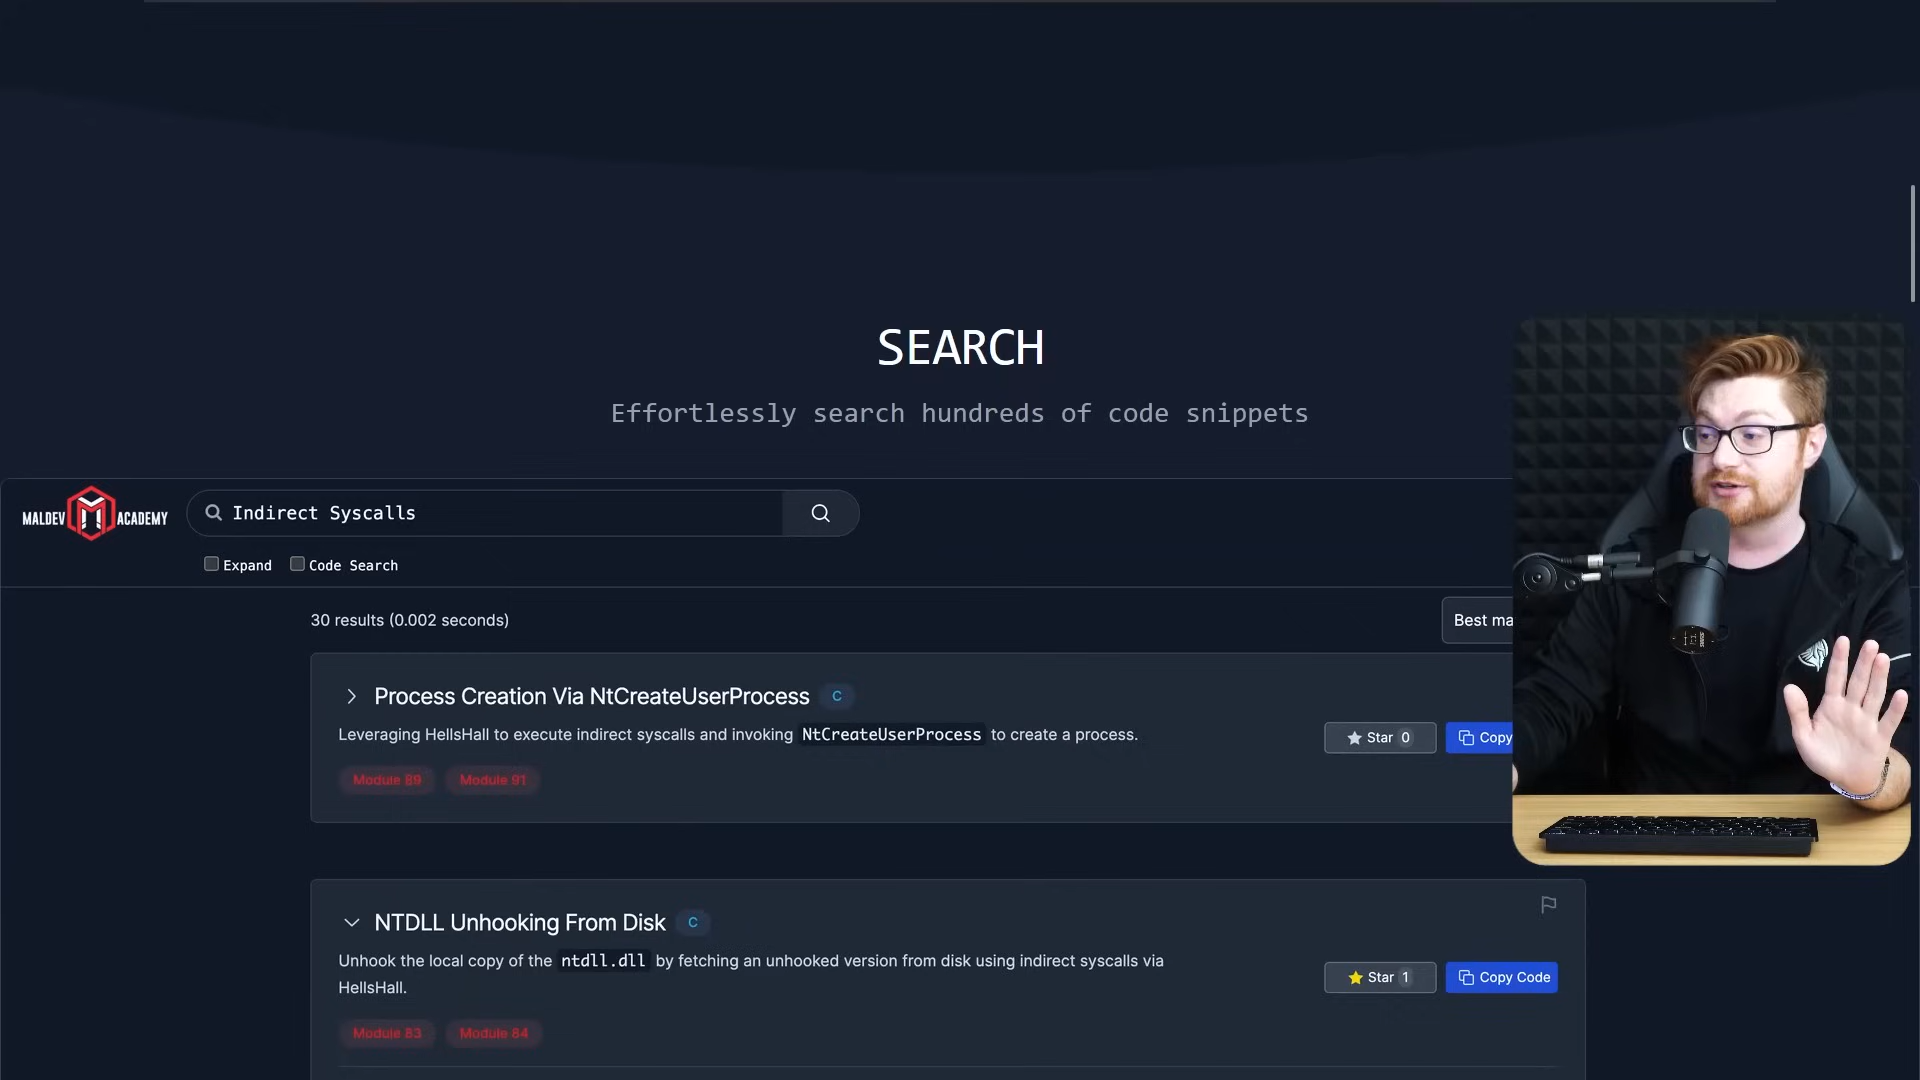 SEARCH
Effortlessly search hundreds of code snippets
MALDEV ACADEMY
Indirect Syscalls
Expand
Code Search
30 results (0.002 seconds)
Best ma
Process Creation Via NtCreateUserProcess C
Leveraging HellsHall to execute indirect syscalls and invoking NtCreateUserProcess to create a process.
Star 0
Copy
Module 89 Module 91
NTDLL Unhooking From Disk C
Unhook the local copy of the ntdll.dll by fetching an unhooked version from disk using indirect syscalls via
HellsHall.
Star 1
Copy Code
Module 83 Module 84